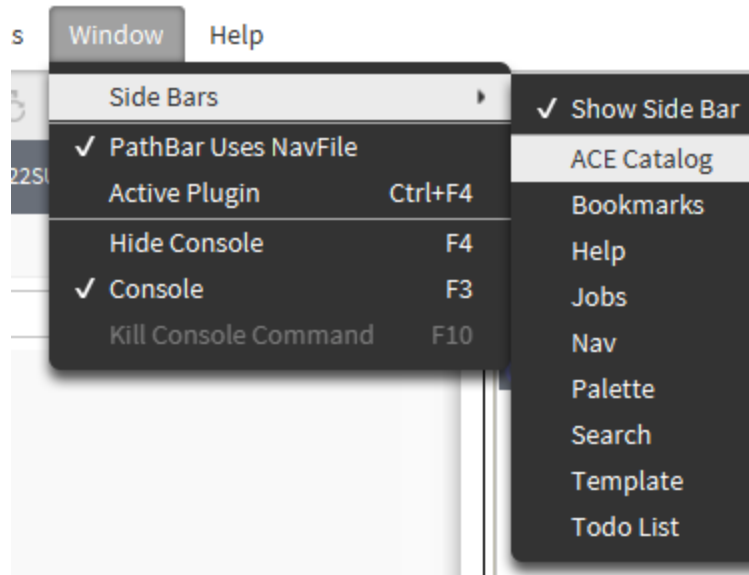 s Window Help
Side Bars
PathBar Uses NavFile
Active Plugin Ctrl+F4
Hide Console F4
Console F3
Kill Console Command F10
Show Side Bar
ACE Catalog
Bookmarks
Help
Jobs
Nav
Palette
Search
Template
Todo List